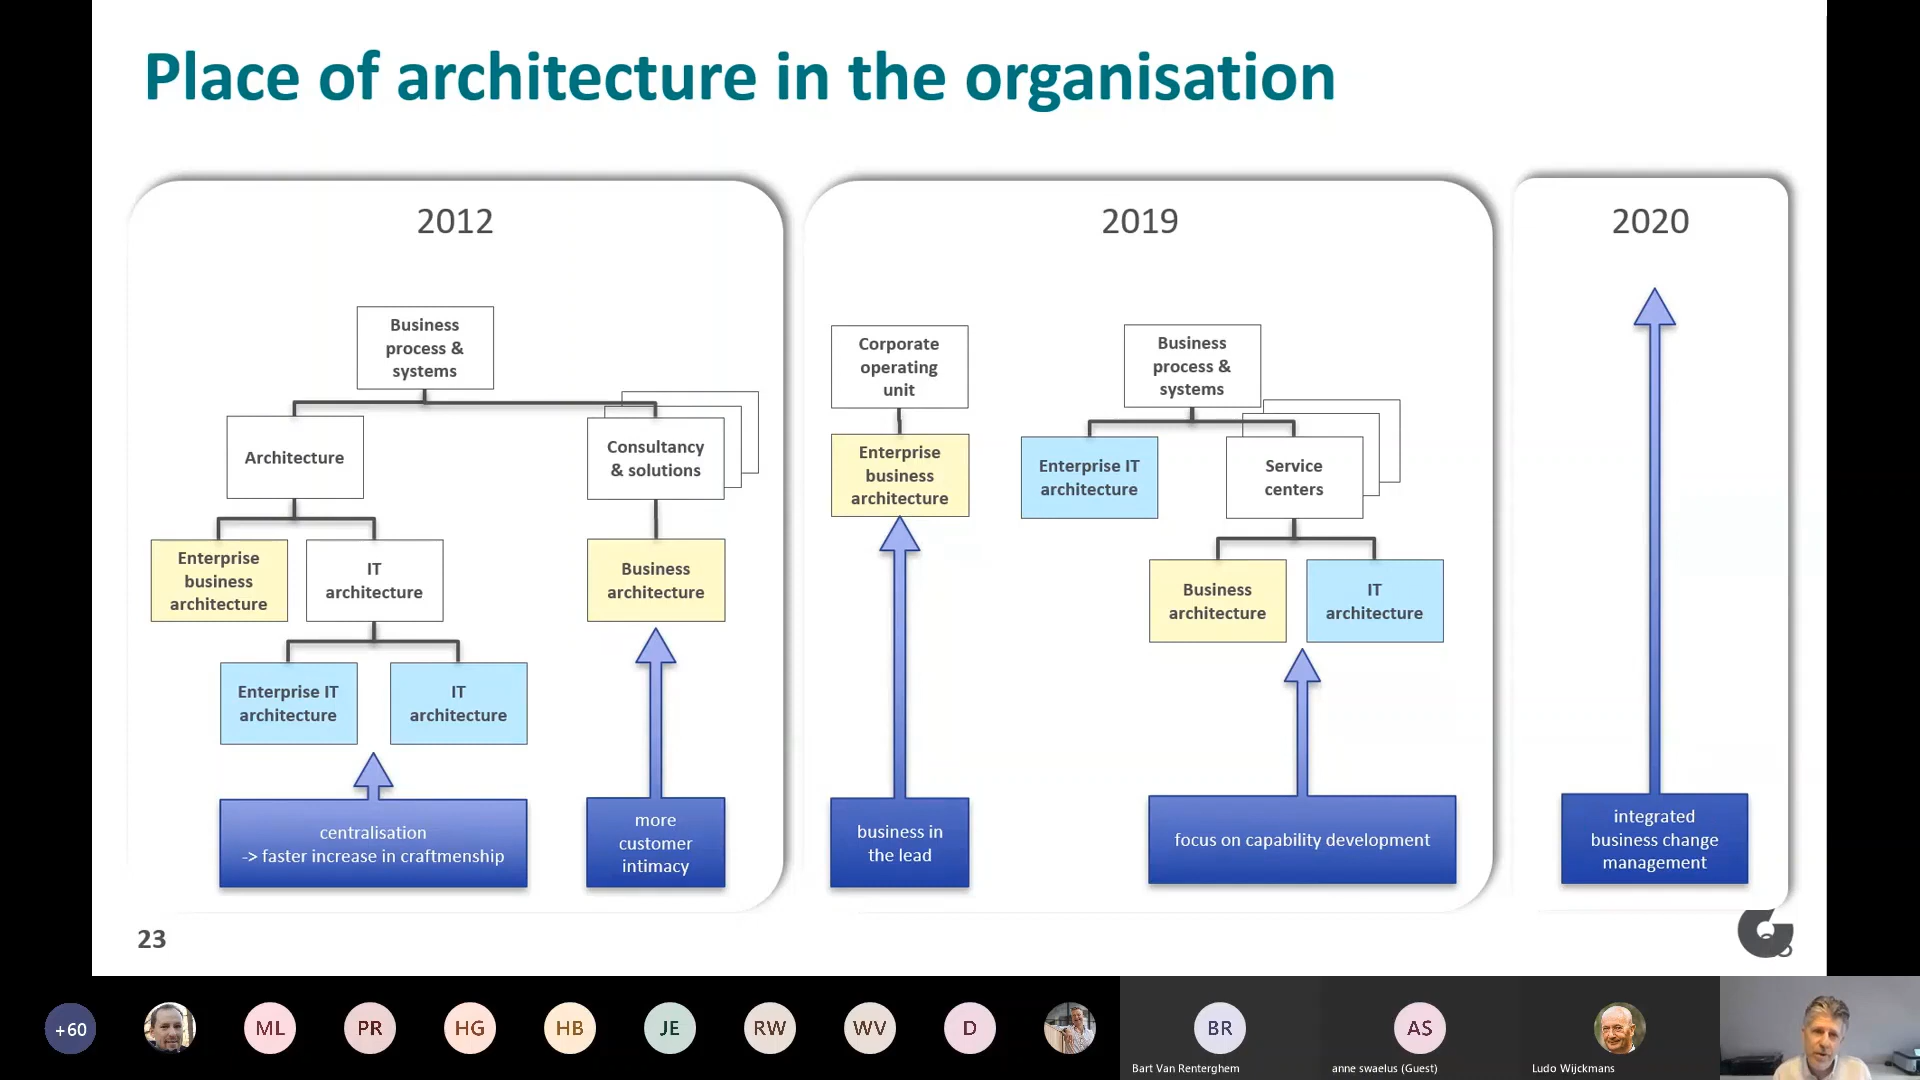 Place of architecture in the organisation
2012
Business
process &
systems
Architecture
Consultancy
& solutions
Enterprise
business
architecture
IT
architecture
Business
architecture
Enterprise IT
architecture
IT
architecture
centralisation
-> faster increase in craftmenship
more
customer
intimacy
2019
Corporate
operating
unit
Business
process &
systems
Enterprise
business
architecture
Enterprise IT
architecture
Service
centers
Business
architecture
IT
architecture
business in
the lead
focus on capability development
2020
integrated
business change
management
23
+60
ML
PR
HG
HB
JE
RW
WV
D
BR
Bart Van Renterghem
AS
anne swaelus (Guest)
Ludo Wijckmans